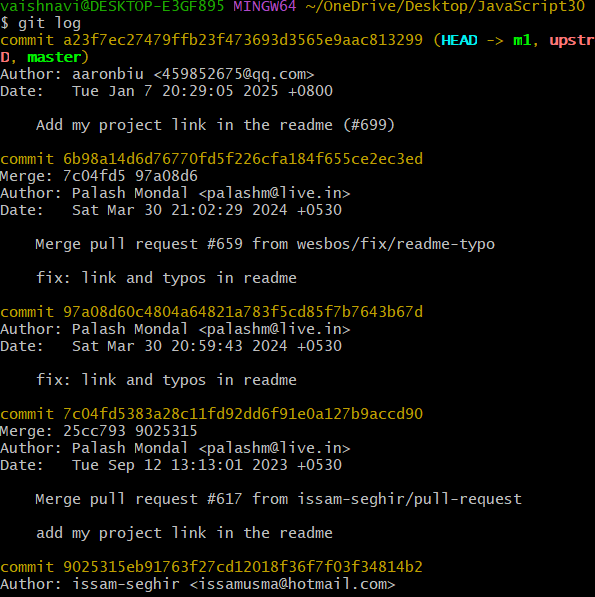 vaishnavi@DESKTOP-E3GF895 MINGW64 ~/OneDrive/Desktop/JavaScript30
$ git log
commit a23f7ec27479ffb23f473693d3565e9aac813299 (HEAD -> m1, upstr
D, master)
Author: aaronbiu <459852675@qq.com>
Date:   Tue Jan 7 20:29:05 2025 +0800
Add my project link in the readme (#699)
commit 6b98a14d6d76770fd5f226cfa184f655ce2ec3ed
Merge: 7c04fd5 97a08d6
Author: Palash Mondal <palashm@live.in>
Date:   Sat Mar 30 21:02:29 2024 +0530
Merge pull request #659 from wesbos/fix/readme-typo
fix: link and typos in readme
commit 97a08d60c4804a64821a783f5cd85f7b7643b67d
Author: Palash Mondal <palashm@live.in>
Date:   Sat Mar 30 20:59:43 2024 +0530
fix: link and typos in readme
commit 7c04fd5383a28c11fd92dd6f91e0a127b9accd90
Merge: 25cc793 9025315
Author: Palash Mondal <palashm@live.in>
Date:   Tue Sep 12 13:13:01 2023 +0530
Merge pull request #617 from issam-seghir/pull-request
add my project link in the readme
commit 9025315eb91763f27cd12018f36f7f03f34814b2
Author: issam-seghir <issamusma@hotmail.com>